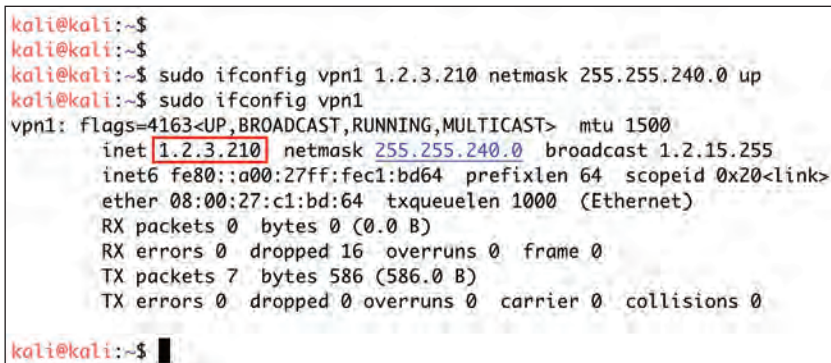 kali@kali:~$
kali@kali:~$
kali@kali:~$ sudo ifconfig vpn1 1.2.3.210 netmask 255.255.240.0 up
kali@kali:~$ sudo ifconfig vpn1
vpn1: flags=4163<UP,BROADCAST,RUNNING,MULTICAST>  mtu 1500
        inet 1.2.3.210  netmask 255.255.240.0  broadcast 1.2.15.255
        inet6 fe80::a00:27ff:fec1:bd64  prefixlen 64  scopeid 0x20<link>
        ether 08:00:27:c1:bd:64  txqueuelen 1000  (Ethernet)
        RX packets 0  bytes 0 (0.0 B)
        RX errors 0  dropped 16  overruns 0  frame 0
        TX packets 7  bytes 586 (586.0 B)
        TX errors 0  dropped 0 overruns 0  carrier 0  collisions 0
kali@kali:~$